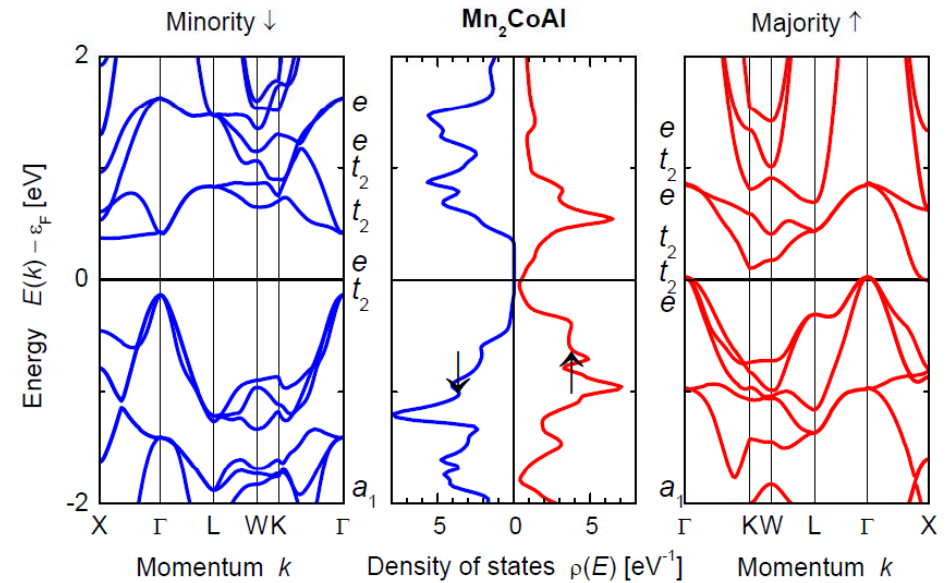 Minority ↓
Mn₂CoAl
Majority ↑
Energy E(k) – εF [eV]
2
0
-2
e
e
t₂
t₂
e
t₂
a₁
e
t₂
e
t₂
t₂
e
a₁
X Γ L W K Γ
5 0 5
Γ K W L Γ X
Momentum k
Density of states ρ(E) [eV⁻¹]
Momentum k